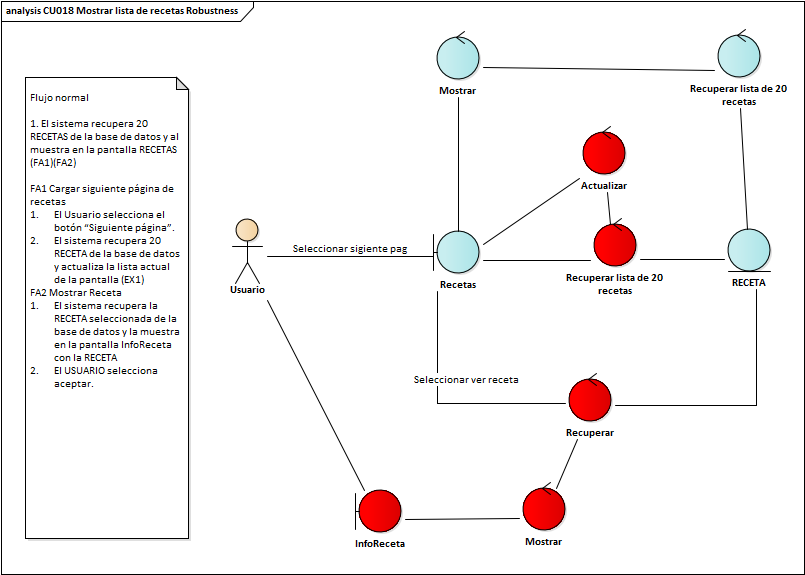 analysis CU018 Mostrar lista de recetas Robustness
Flujo normal
1. El sistema recupera 20
RECETAS de la base de datos y al
muestra en la pantalla RECETAS
(FA1)(FA2)
FA1 Cargar siguiente página de
recetas
1. El Usuario selecciona el
botón “Siguiente página”.
2. El sistema recupera 20
RECETA de la base de datos
y actualiza la lista actual
de la pantalla (EX1)
FA2 Mostrar Receta
1. El sistema recupera la
RECETA seleccionada de la
base de datos y la muestra
en la pantalla InfoReceta
con la RECETA
2. El USUARIO selecciona
aceptar.
Mostrar
Recuperar lista de 20
recetas
Actualizar
Usuario
Seleccionar sigiente pag
Recetas
Recuperar lista de 20
recetas
RECETA
Seleccionar ver receta
Recuperar
InfoReceta
Mostrar